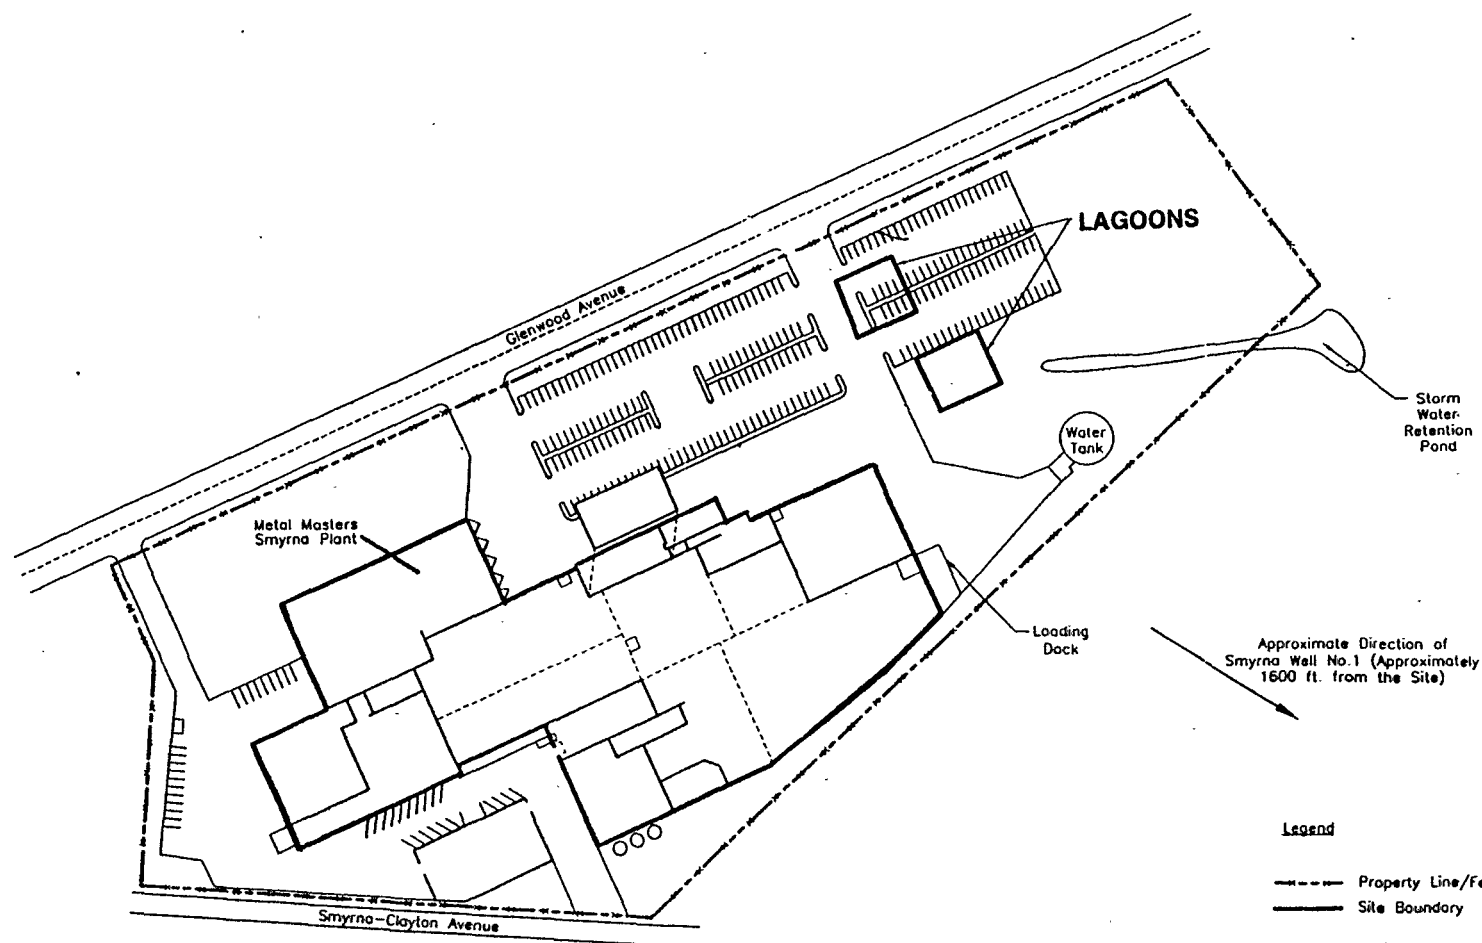 LAGOONS
Glenwood Avenue
Storm
Water
Retention
Pond
Water
Tank
Metal Masters
Smyrna Plant
Loading
Dock
Approximate Direction of
Smyrna Well No.1 (Approximately
1600 ft. from the Site)
Legend
Property Line/Fe
Site Boundary
Smyrna-Clayton Avenue